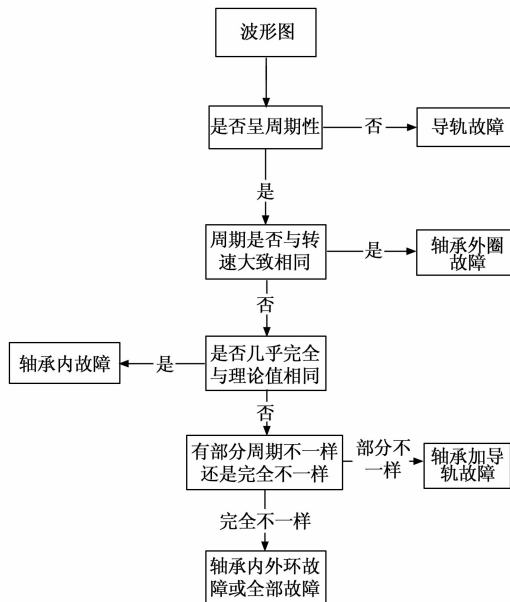 波形图
是否呈周期性
否
导轨故障
是
周期是否与转
速大致相同
是
轴承外圈
故障
否
是否几乎完全
与理论值相同
是
轴承内故障
否
有部分周期不一样
还是完全不一样
部分不
一样
轴承加导
轨故障
完全不一样
轴承内外环故
障或全部故障